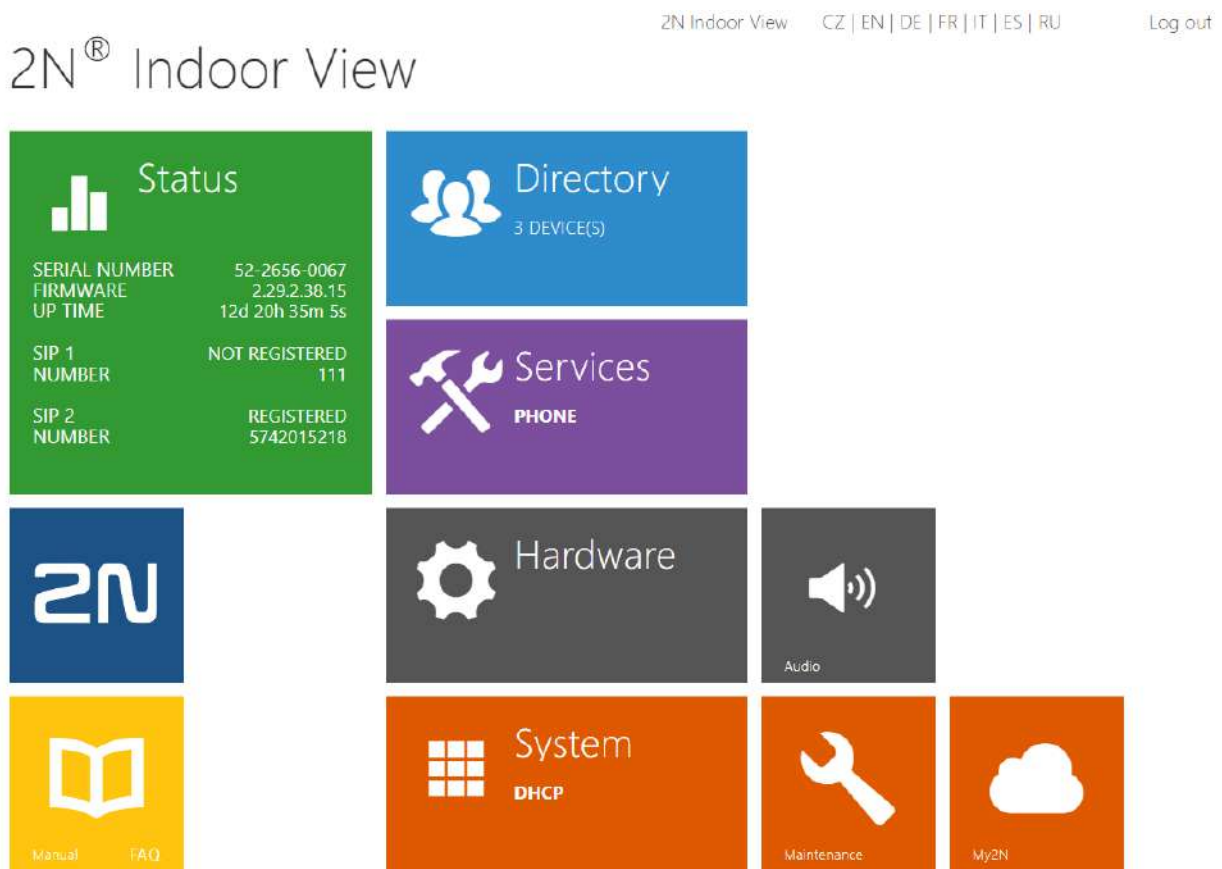 2N Indoor View CZ | EN | DE | FR | IT | ES | RU Log out
2N® Indoor View
Status
SERIAL NUMBER 52-2656-0067
FIRMWARE 2.29.2.38.15
UP TIME 12d 20h 35m 5s
SIP 1 NOT REGISTERED
NUMBER 111
SIP 2 REGISTERED
NUMBER 5742015218
Directory
3 DEVICE(S)
Services
PHONE
2N
Hardware
Audio
Manual FAQ
System
DHCP
Maintenance
My2N